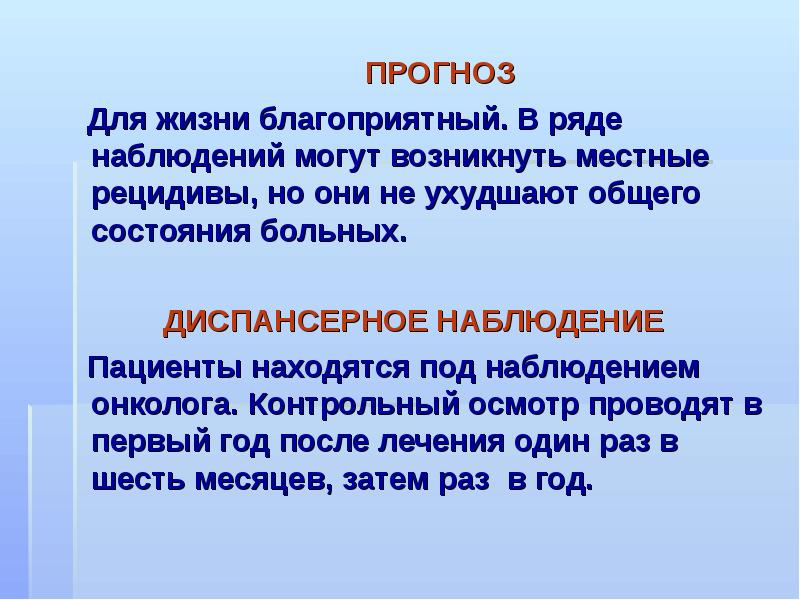 ПРОГНОЗ
Для жизни благоприятный. В ряде
наблюдений могут возникнуть местные
рецидивы, но они не ухудшают общего
состояния больных.
ДИСПАНСЕРНОЕ НАБЛЮДЕНИЕ
Пациенты находятся под наблюдением
онколога. Контрольный осмотр проводят в
первый год после лечения один раз в
шесть месяцев, затем раз в год.